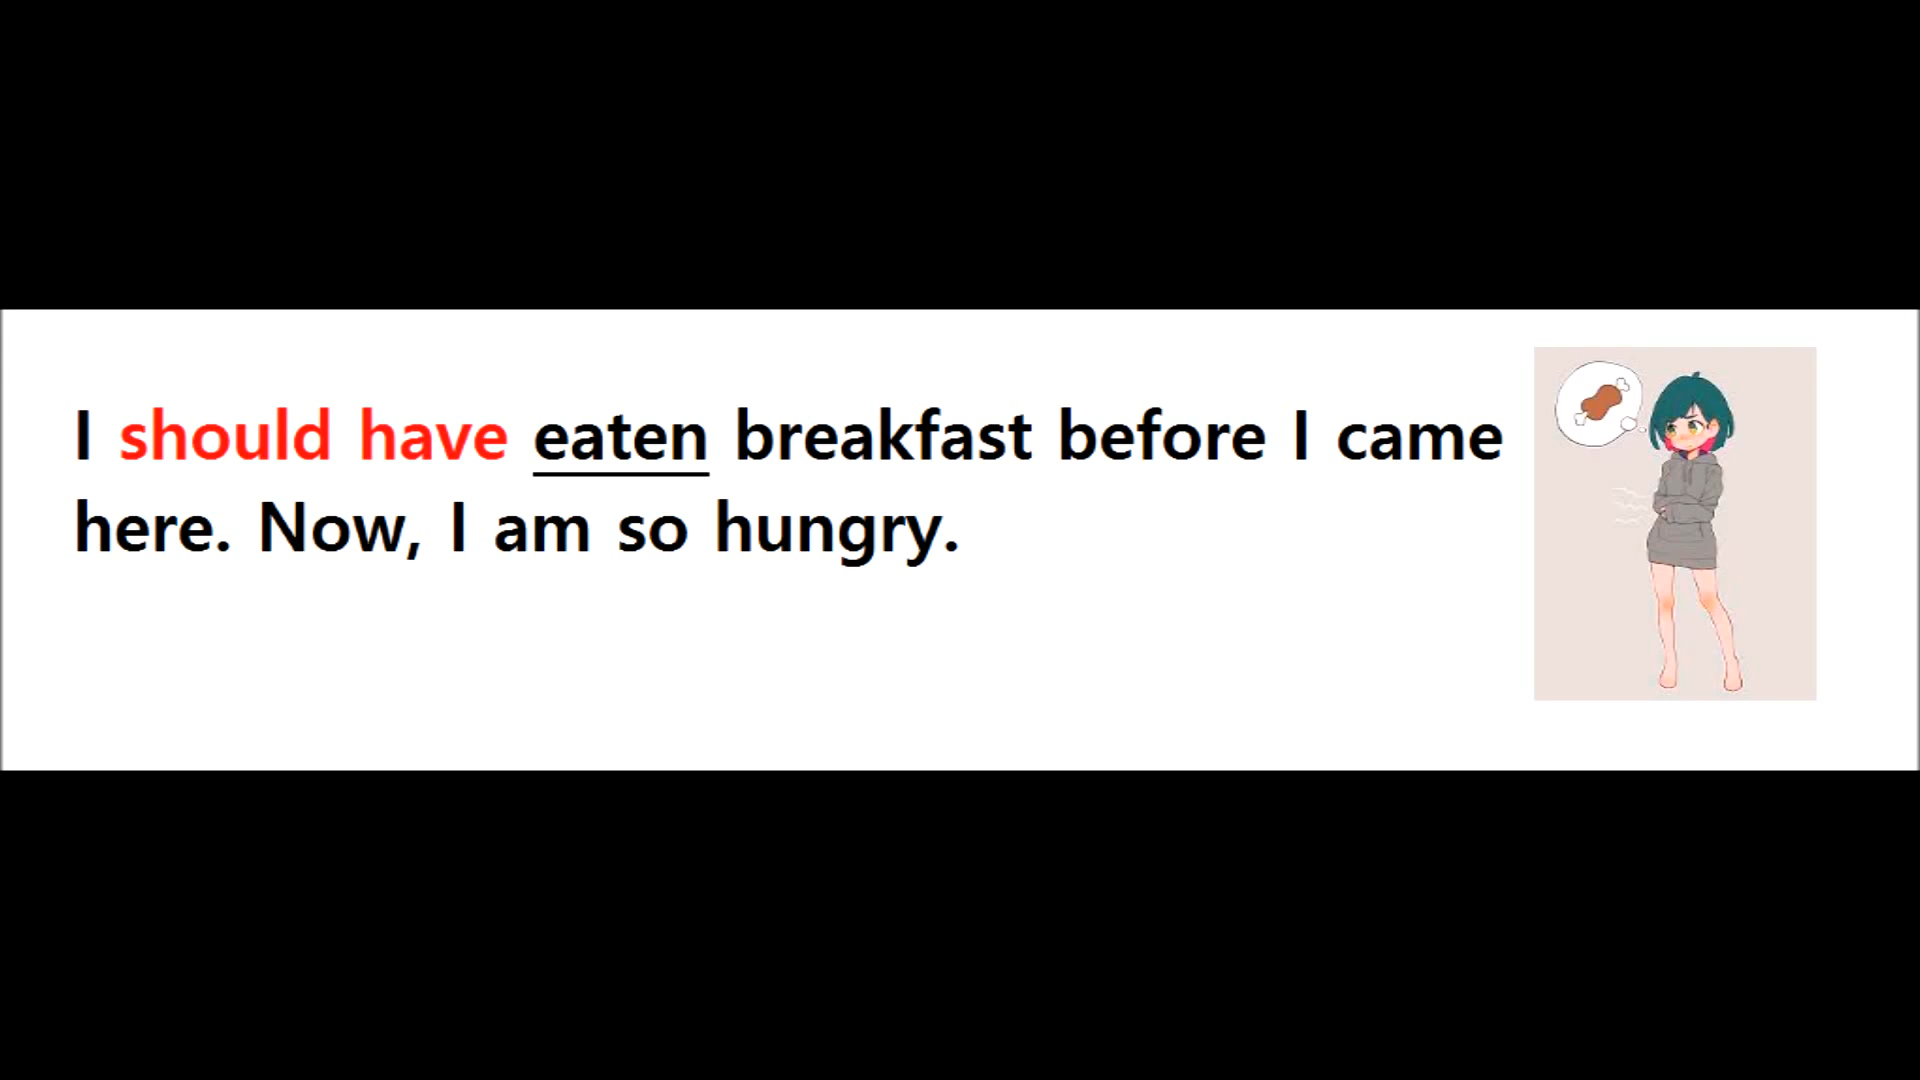 I should have eaten breakfast before I came
here. Now, I am so hungry.